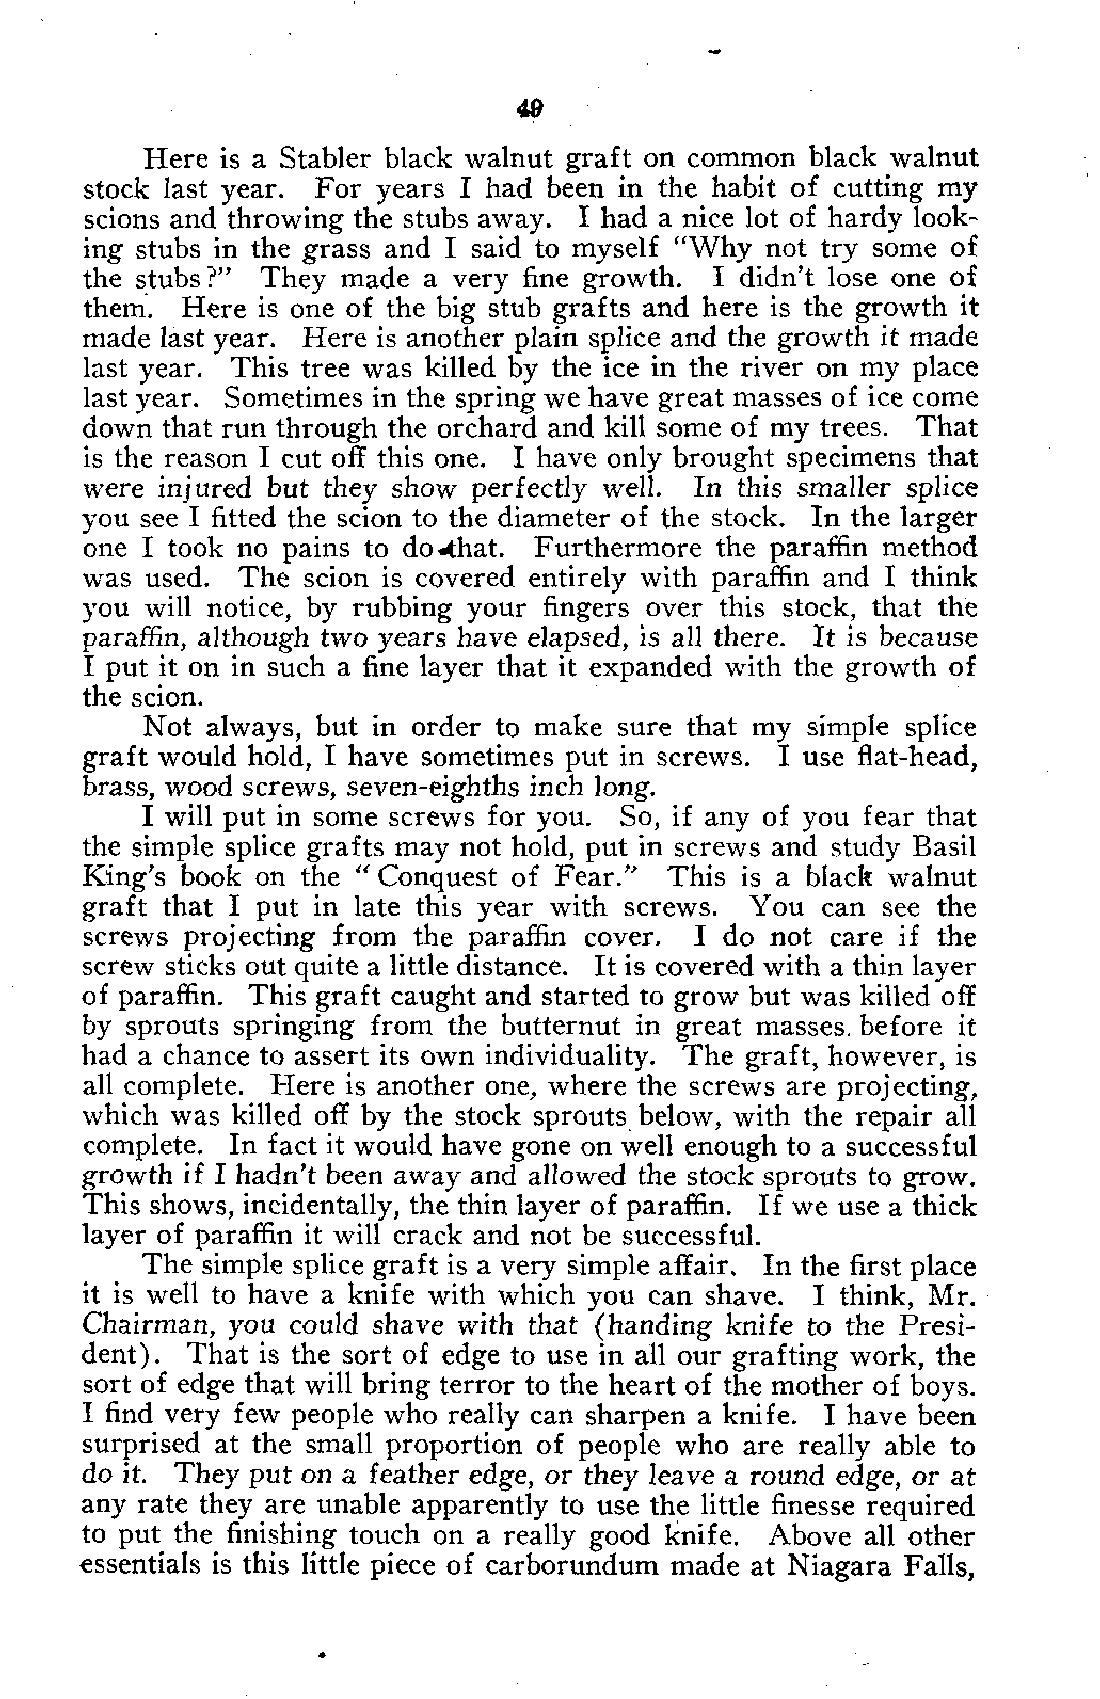 49
Here is a Stabler black walnut graft on common black walnut
stock last year. For years I had been in the habit of cutting my
scions and throwing the stubs away. I had a nice lot of hardy look-
ing stubs in the grass and I said to myself "Why not try some of
the stubs?" They made a very fine growth. I didn't lose one of
them. Here is one of the big stub grafts and here is the growth it
made last year. Here is another plain splice and the growth it made
last year. This tree was killed by the ice in the river on my place
last year. Sometimes in the spring we have great masses of ice come
down that run through the orchard and kill some of my trees. That
is the reason I cut off this one. I have only brought specimens that
were injured but they show perfectly well. In this smaller splice
you see I fitted the scion to the diameter of the stock. In the larger
one I took no pains to do that. Furthermore the paraffin method
was used. The scion is covered entirely with paraffin and I think
you will notice, by rubbing your fingers over this stock, that the
paraffin, although two years have elapsed, is all there. It is because
I put it on in such a fine layer that it expanded with the growth of
the scion.
Not always, but in order to make sure that my simple splice
graft would hold, I have sometimes put in screws. I use flat-head,
brass, wood screws, seven-eighths inch long.
I will put in some screws for you. So, if any of you fear that
the simple splice grafts may not hold, put in screws and study Basil
King's book on the "Conquest of Fear." This is a black walnut
graft that I put in late this year with screws. You can see the
screws projecting from the paraffin cover. I do not care if the
screw sticks out quite a little distance. It is covered with a thin layer
of paraffin. This graft caught and started to grow but was killed off
by sprouts springing from the butternut in great masses. before it
had a chance to assert its own individuality. The graft, however, is
all complete. Here is another one, where the screws are projecting,
which was killed off by the stock sprouts below, with the repair all
complete. In fact it would have gone on well enough to a successful
growth if I hadn't been away and allowed the stock sprouts to grow.
This shows, incidentally, the thin layer of paraffin. If we use a thick
layer of paraffin it will crack and not be successful.
The simple splice graft is a very simple affair. In the first place
it is well to have a knife with which you can shave. I think, Mr.
Chairman, you could shave with that (handing knife to the Presi-
dent). That is the sort of edge to use in all our grafting work, the
sort of edge that will bring terror to the heart of the mother of boys.
I find very few people who really can sharpen a knife. I have been
surprised at the small proportion of people who are really able to
do it. They put on a feather edge, or they leave a round edge, or at
any rate they are unable apparently to use the little finesse required
to put the finishing touch on a really good knife. Above all other
essentials is this little piece of carborundum made at Niagara Falls,